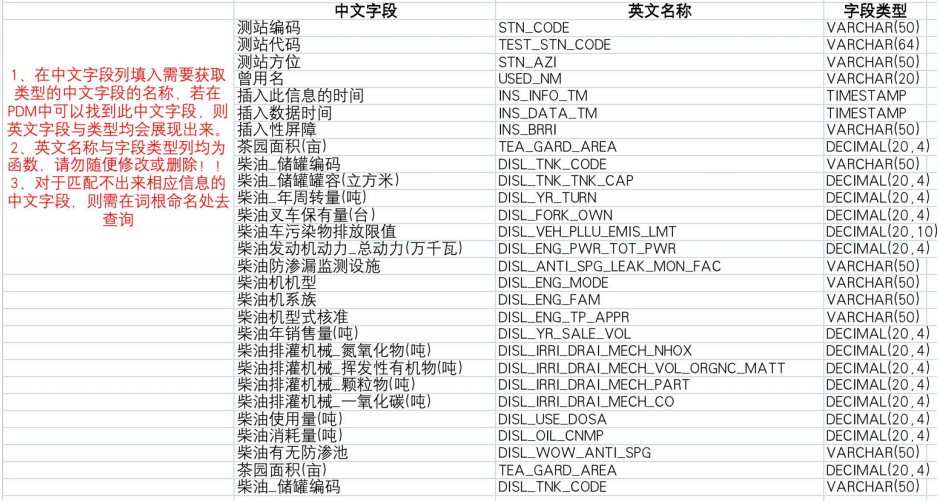 中文字段 英文名称 字段类型
测站编码 STN_CODE VARCHAR(50)
测站代码 TEST_STN_CODE VARCHAR(64)
测站方位 STN_AZI VARCHAR(50)
曾用名 USED_NM VARCHAR(20)
插入此信息的时间 INS_INFO_TM TIMESTAMP
插入数据时间 INS_DATA_TM TIMESTAMP
插入性屏障 INS_BRRI VARCHAR(50)
茶园面积(亩) TEA_GARD_AREA DECIMAL(20,4)
柴油_储罐编码 DISL_TNK_CODE VARCHAR(50)
柴油_储罐罐容(立方米) DISL_TNK_TNK_CAP DECIMAL(20,4)
柴油_年周转量(吨) DISL_YR_TURN DECIMAL(20,4)
柴油叉车保有量(台) DISL_FORK_OWN DECIMAL(20,4)
柴油车污染物排放限值 DISL_VEH_PLLU_EMIS_LMT DECIMAL(20,10)
柴油发动机动力_总动力(万千瓦) DISL_ENG_PWR_TOT_PWR DECIMAL(20,4)
柴油防渗漏监测设施 DISL_ANTI_SPG_LEAK_MON_FAC VARCHAR(50)
柴油机机型 DISL_ENG_MODE VARCHAR(50)
柴油机系族 DISL_ENG_FAM VARCHAR(50)
柴油机型式核准 DISL_ENG_TP_APPR VARCHAR(50)
柴油年销售量(吨) DISL_YR_SALE_VOL DECIMAL(20,4)
柴油排灌机械_氮氧化物(吨) DISL_IRRI_DRAI_MECH_NHOX DECIMAL(20,4)
柴油排灌机械_挥发性有机物(吨) DISL_IRRI_DRAI_MECH_VOL_ORGNC_MATT DECIMAL(20,4)
柴油排灌机械_颗粒物(吨) DISL_IRRI_DRAI_MECH_PART DECIMAL(20,4)
柴油排灌机械_一氧化碳(吨) DISL_IRRI_DRAI_MECH_CO DECIMAL(20,4)
柴油使用量(吨) DISL_USE_DOSA DECIMAL(20,4)
柴油消耗量(吨) DISL_OIL_CNMP DECIMAL(20,4)
柴油有无防渗池 DISL_WOW_ANTI_SPG VARCHAR(50)
茶园面积(亩) TEA_GARD_AREA DECIMAL(20,4)
柴油_储罐编码 DISL_TNK_CODE VARCHAR(50)
1、在中文字段列填入需要获取
类型的中文字段的名称，若在
PDM中可以找到此中文字段，则
英文字段与类型均会展现出来。
2、英文名称与字段类型列均为
函数，请勿随便修改或删除！！
3、对于匹配不出来相应信息的
中文字段，则需在词根命名处去
查询